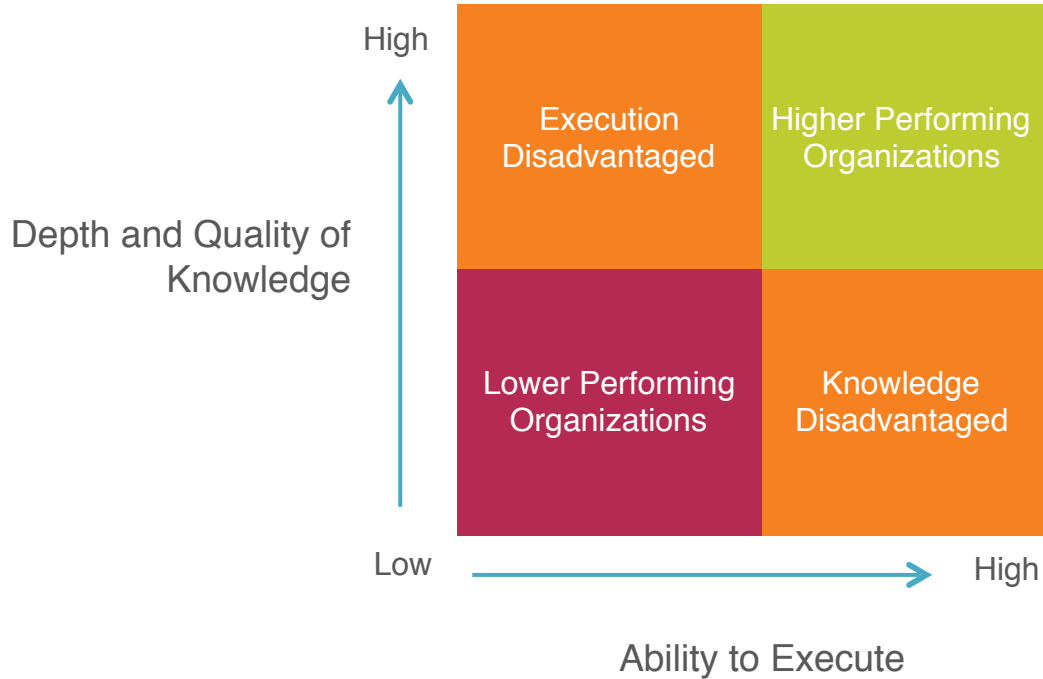 High
Execution
Disadvantaged
Higher Performing
Organizations
Depth and Quality of
Knowledge
Lower Performing
Organizations
Knowledge
Disadvantaged
Low
High
Ability to Execute